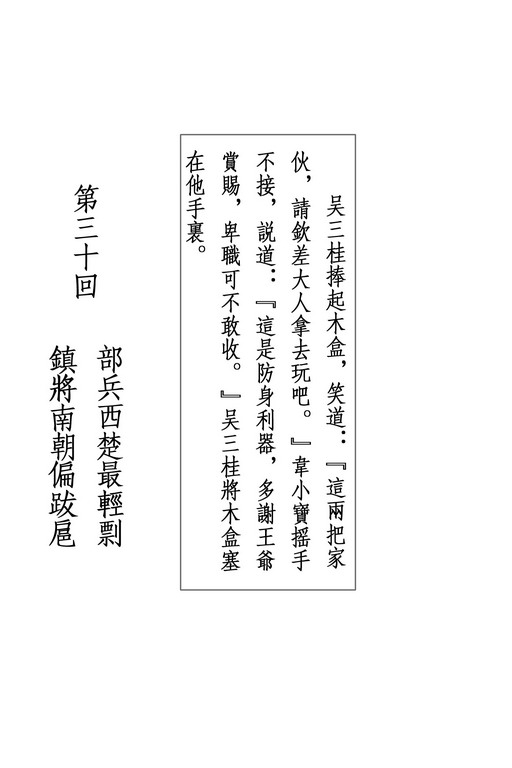 吴三桂捧起木盒，笑道：『這兩把家
伙，請欽差大人拿去玩吧。』韋小寶摇手
不接，説道：『這是防身利器，多謝王爺
賞賜，卑職可不敢收。』吴三桂將木盒塞
在他手裏。
第三十回
部兵西楚最輕剽
鎮將南朝偏跋扈